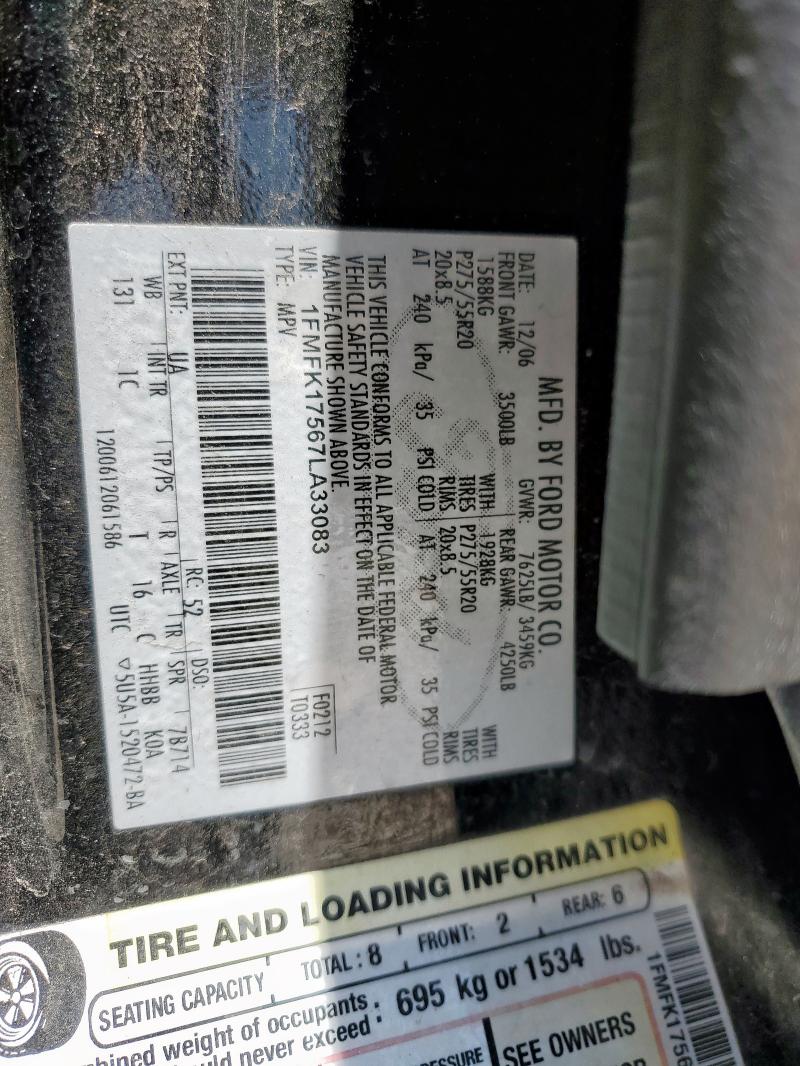 MFD. BY FORD MOTOR CO.
DATE: 12/06 GVWR: 7625LB/ 3459KG
FRONT GAWR: 3500LB REAR GAWR: 4250LB
1588KG WITH 1928KG WITH
P275/55R20 TIRES P275/55R20 TIRES
20x8.5 RIMS 20x8.5 RIMS
AT 240 kPa/ 35 PSI COLD AT 240 kPa/ 35 PSI COLD
THIS VEHICLE CONFORMS TO ALL APPLICABLE FEDERAL MOTOR
VEHICLE SAFETY STANDARDS IN EFFECT ON THE DATE OF
MANUFACTURE SHOWN ABOVE.
VIN: 1FMFK17567LA33083
TYPE: MPV
F0212
T0333
EXT PNT: UA RC: 52 DSO:
WB INT TR TP/PS R AXLE TR SPR 7B714
131 1C T 16 C HHBB K0A
1200612061586 UTC ▽5U5A-1520472-BA
TIRE AND LOADING INFORMATION
SEATING CAPACITY TOTAL: 8 FRONT: 2 REAR: 6
occupants: 695 kg or 1534 lbs.
weight of
never exceed:
1FMFK1756
SEE OWNERS